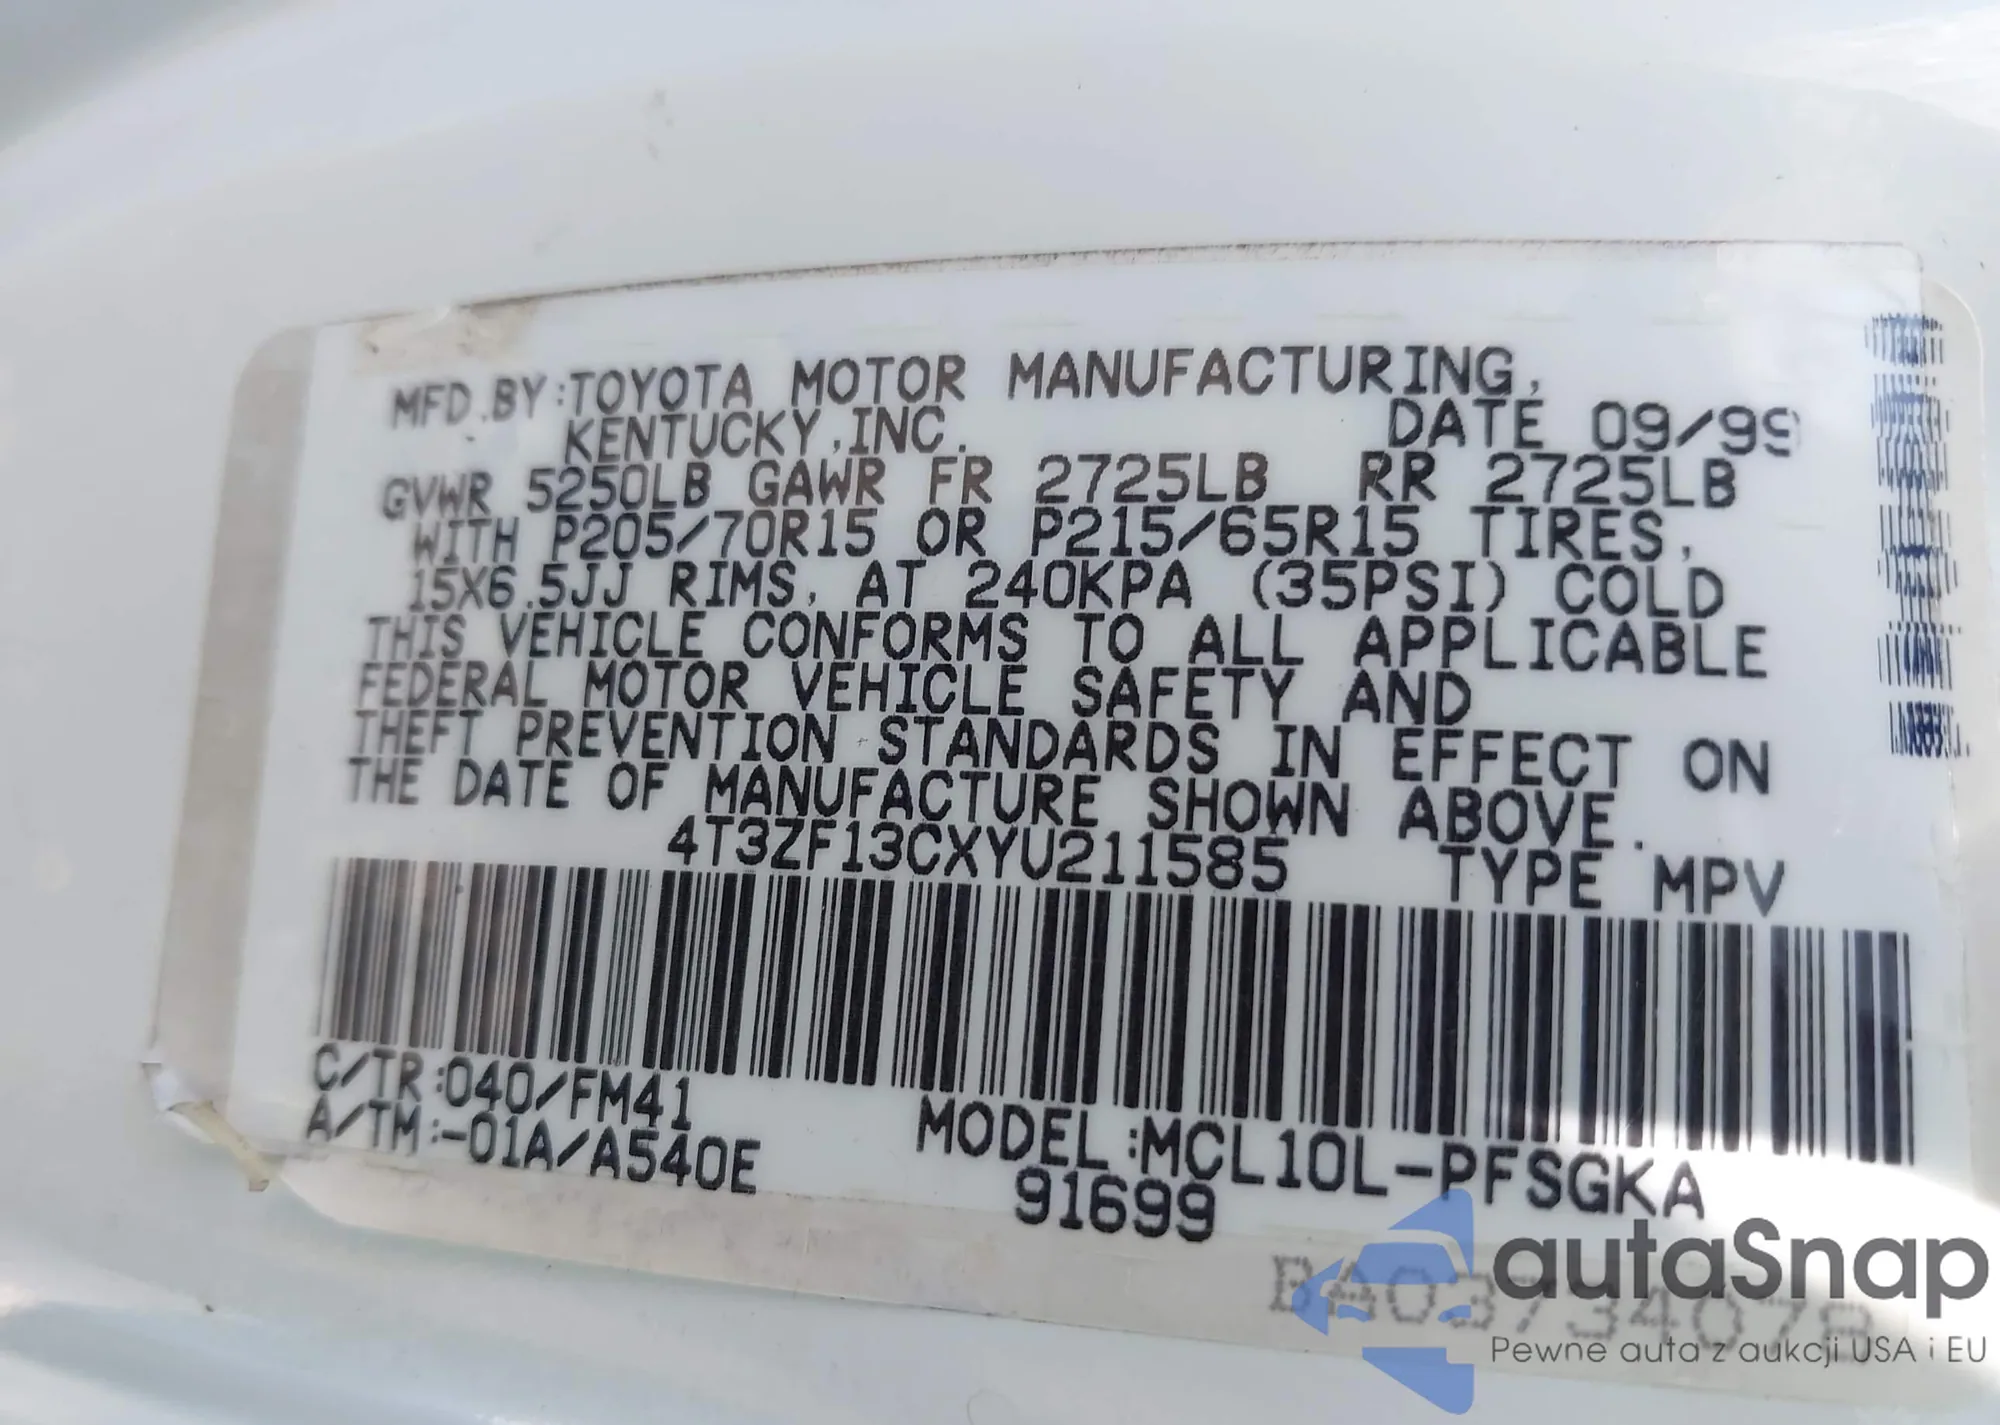 MFD.BY:TOYOTA MOTOR MANUFACTURING,
KENTUCKY,INC. DATE 09/99
GVWR 5250LB GAWR FR 2725LB RR 2725LB
WITH P205/70R15 OR P215/65R15 TIRES,
15X6.5JJ RIMS, AT 240KPA (35PSI) COLD
THIS VEHICLE CONFORMS TO ALL APPLICABLE
FEDERAL MOTOR VEHICLE SAFETY AND
THEFT PREVENTION STANDARDS IN EFFECT ON
THE DATE OF MANUFACTURE SHOWN ABOVE.
4T3ZF13CXYU211585 TYPE MPV
C/TR:040/FM41
A/TM:-01A/A540E
MODEL:MCL10L-PFSGKA
91699
autaSnap
Pewne auta z aukcji USA i EU